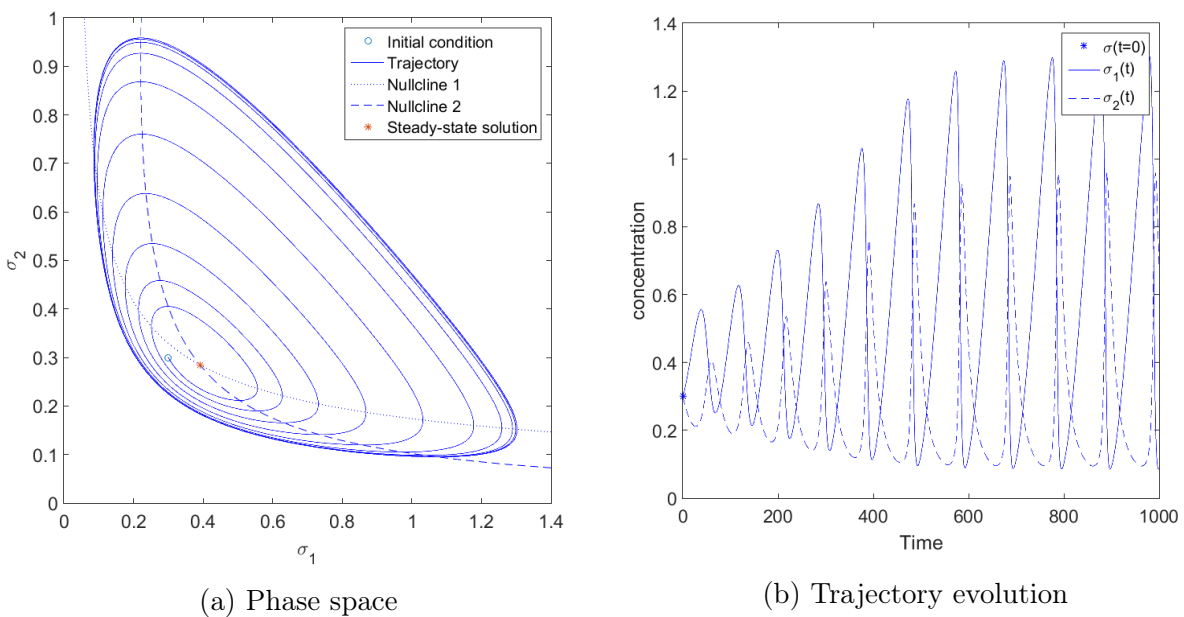 1
0.9
0.8
0.7
0.6
0.5
0.4
0.3
0.2
0.1
0
σ2
0 0.2 0.4 0.6 0.8 1 1.2 1.4
σ1
Initial condition
Trajectory
Nullcline 1
Nullcline 2
Steady-state solution
(a) Phase space
1.4
1.2
1
0.8
0.6
0.4
0.2
0
concentration
0 200 400 600 800 1000
Time
σ(t=0)
σ1(t)
σ2(t)
(b) Trajectory evolution